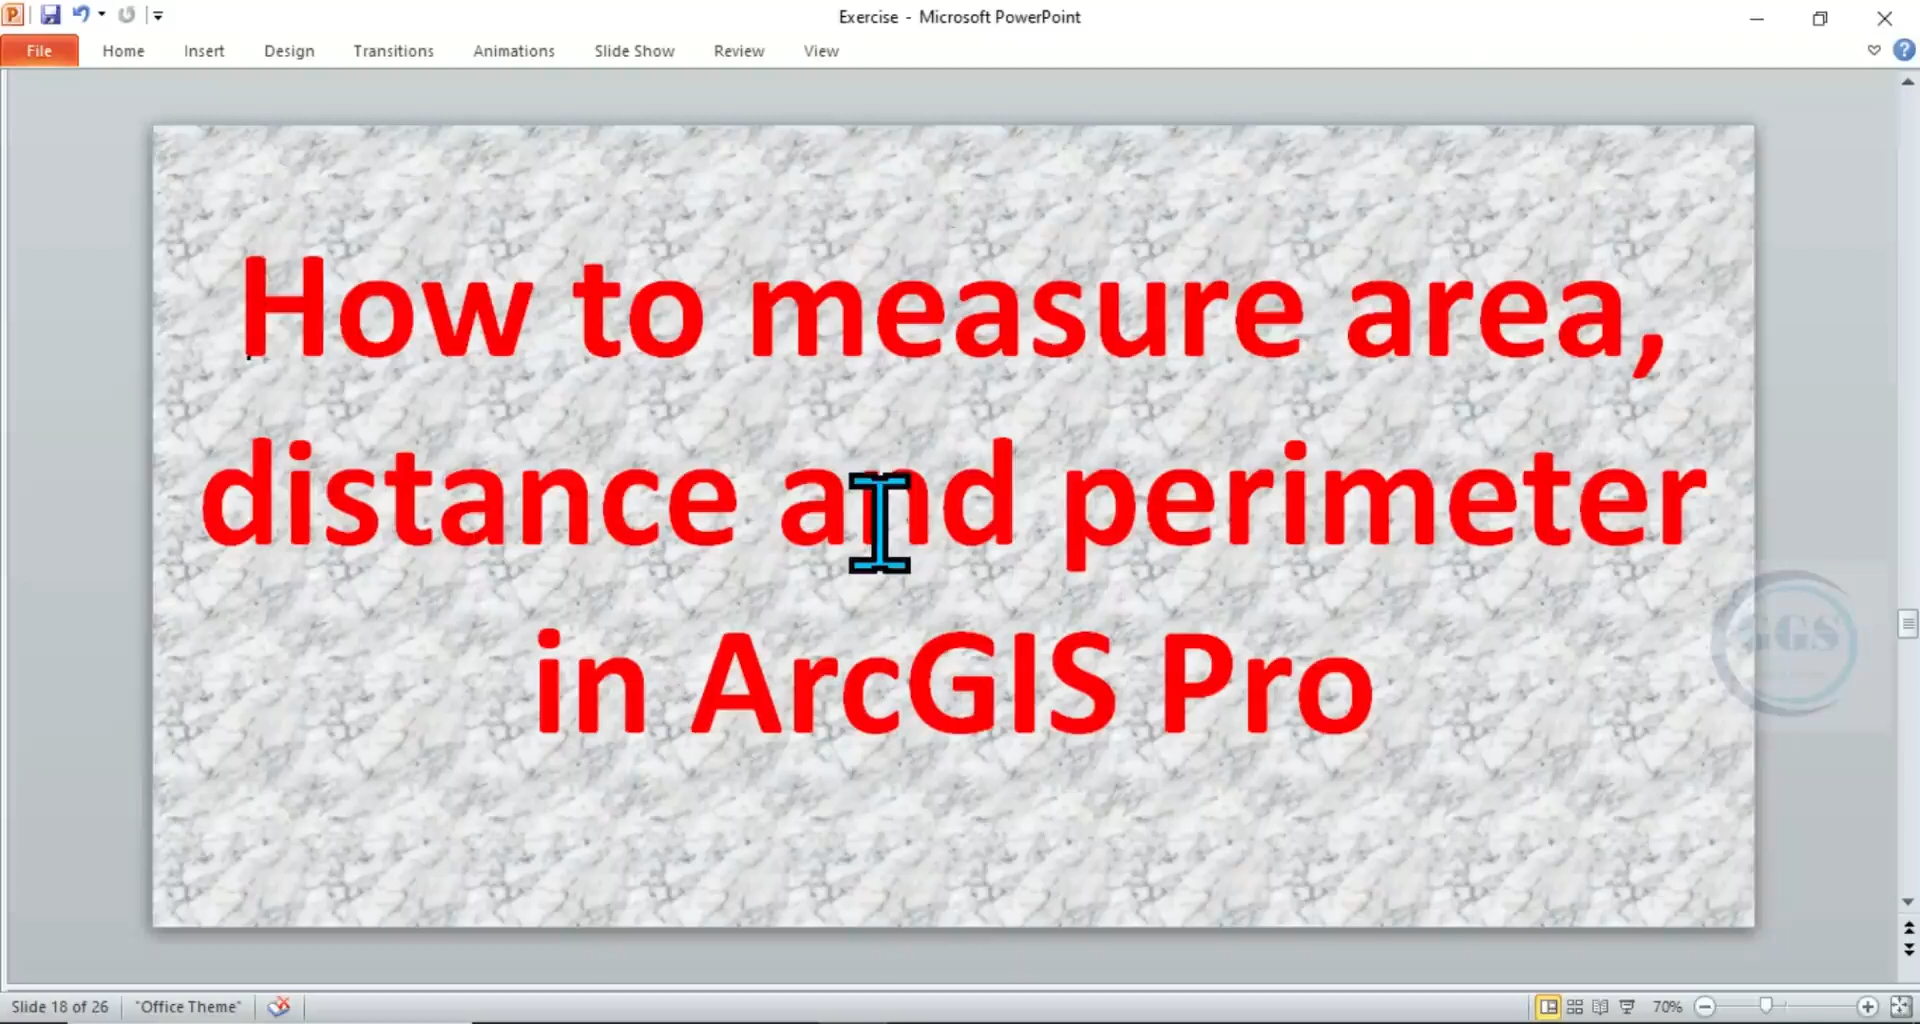 Exercise - Microsoft PowerPoint
File Home Insert Design Transitions Animations Slide Show Review View
How to measure area,
distance and perimeter
in ArcGIS Pro
GGS
Slide 18 of 26 "Office Theme" 70%